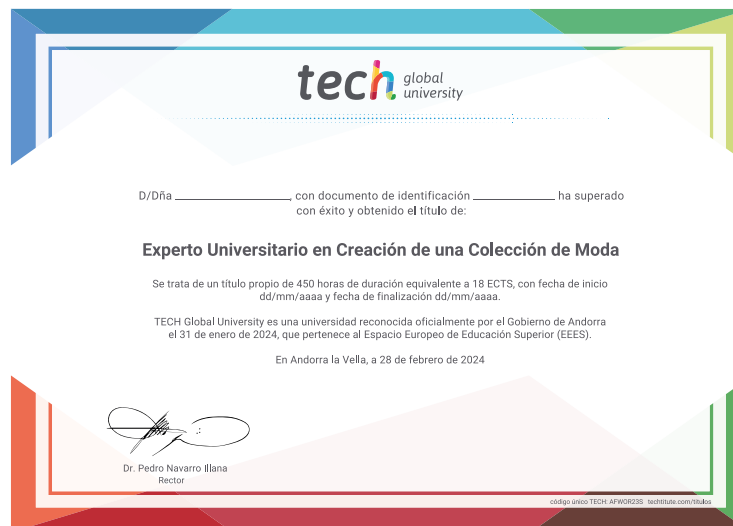 tech global university
D/Dña ____________________, con documento de identificación ______________ ha superado
con éxito y obtenido el título de:
Experto Universitario en Creación de una Colección de Moda
Se trata de un título propio de 450 horas de duración equivalente a 18 ECTS, con fecha de inicio
dd/mm/aaaa y fecha de finalización dd/mm/aaaa.
TECH Global University es una universidad reconocida oficialmente por el Gobierno de Andorra
el 31 de enero de 2024, que pertenece al Espacio Europeo de Educación Superior (EEES).
En Andorra la Vella, a 28 de febrero de 2024
Dr. Pedro Navarro Illana
Rector
código único TECH: AFWOR23S techtitute.com/titulos